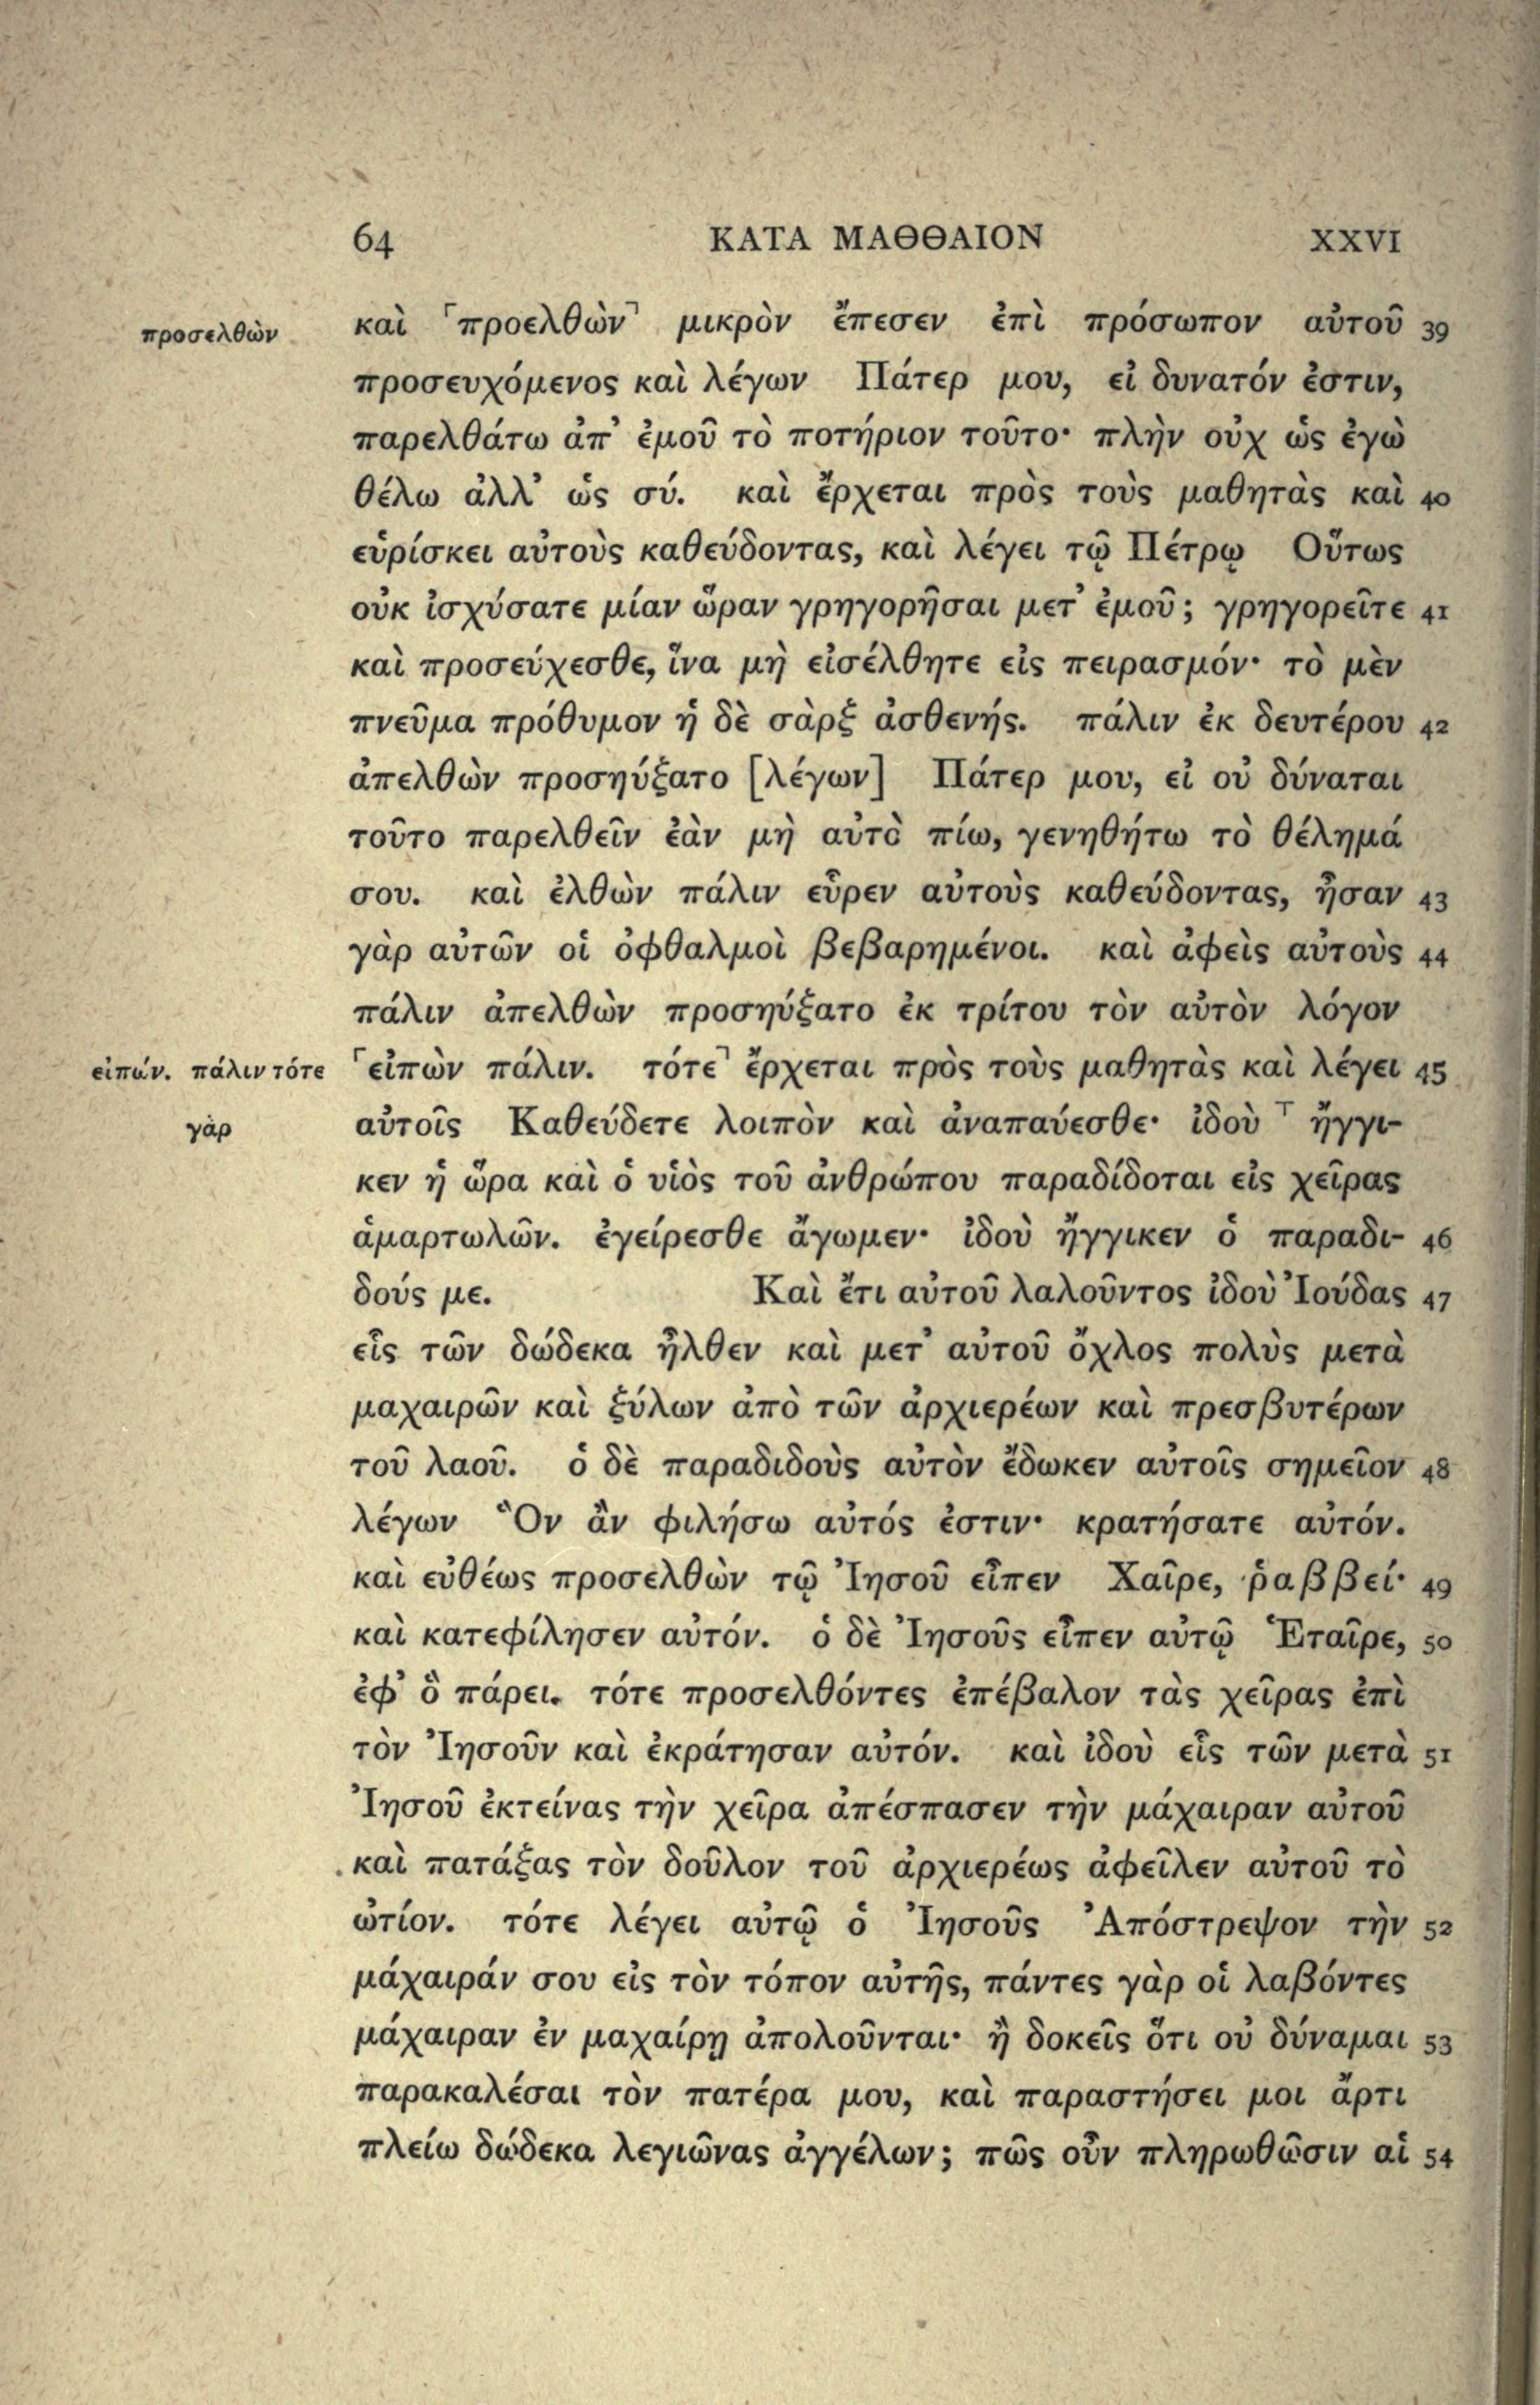 64 ΚΑΤΑ ΜΑΘΘΑΙΟΝ XXVI
προσελθὼν καὶ ⸀προελθὼν⸃ μικρὸν ἔπεσεν ἐπὶ πρόσωπον αὐτοῦ 39
προσευχόμενος καὶ λέγων Πάτερ μου, εἰ δυνατόν ἐστιν,
παρελθάτω ἀπ᾽ ἐμοῦ τὸ ποτήριον τοῦτο· πλὴν οὐχ ὡς ἐγὼ
θέλω ἀλλ᾽ ὡς σύ. καὶ ἔρχεται πρὸς τοὺς μαθητὰς καὶ 40
εὑρίσκει αὐτοὺς καθεύδοντας, καὶ λέγει τῷ Πέτρῳ Οὕτως
οὐκ ἰσχύσατε μίαν ὥραν γρηγορῆσαι μετ᾽ ἐμοῦ; γρηγορεῖτε 41
καὶ προσεύχεσθε, ἵνα μὴ εἰσέλθητε εἰς πειρασμόν· τὸ μὲν
πνεῦμα πρόθυμον ἡ δὲ σὰρξ ἀσθενής. πάλιν ἐκ δευτέρου 42
ἀπελθὼν προσηύξατο [λέγων] Πάτερ μου, εἰ οὐ δύναται
τοῦτο παρελθεῖν ἐὰν μὴ αὐτὸ πίω, γενηθήτω τὸ θέλημά
σου. καὶ ἐλθὼν πάλιν εὗρεν αὐτοὺς καθεύδοντας, ἦσαν 43
γὰρ αὐτῶν οἱ ὀφθαλμοὶ βεβαρημένοι. καὶ ἀφεὶς αὐτοὺς 44
πάλιν ἀπελθὼν προσηύξατο ἐκ τρίτου τὸν αὐτὸν λόγον
εἰπών. πάλιν τότε ⸀εἰπὼν πάλιν. τότε⸃ ἔρχεται πρὸς τοὺς μαθητὰς καὶ λέγει 45
γὰρ αὐτοῖς Καθεύδετε λοιπὸν καὶ ἀναπαύεσθε· ἰδοὺ ⸆ ἤγγι-
κεν ἡ ὥρα καὶ ὁ υἱὸς τοῦ ἀνθρώπου παραδίδοται εἰς χεῖρας
ἁμαρτωλῶν. ἐγείρεσθε ἄγωμεν· ἰδοὺ ἤγγικεν ὁ παραδι- 46
δούς με. Καὶ ἔτι αὐτοῦ λαλοῦντος ἰδοὺ Ἰούδας 47
εἷς τῶν δώδεκα ἦλθεν καὶ μετ᾽ αὐτοῦ ὄχλος πολὺς μετὰ
μαχαιρῶν καὶ ξύλων ἀπὸ τῶν ἀρχιερέων καὶ πρεσβυτέρων
τοῦ λαοῦ. ὁ δὲ παραδιδοὺς αὐτὸν ἔδωκεν αὐτοῖς σημεῖον 48
λέγων Ὃν ἂν φιλήσω αὐτός ἐστιν· κρατήσατε αὐτόν.
καὶ εὐθέως προσελθὼν τῷ Ἰησοῦ εἶπεν Χαῖρε, ῥαββεί· 49
καὶ κατεφίλησεν αὐτόν. ὁ δὲ Ἰησοῦς εἶπεν αὐτῷ Ἑταῖρε, 50
ἐφ᾽ ὃ πάρει. τότε προσελθόντες ἐπέβαλον τὰς χεῖρας ἐπὶ
τὸν Ἰησοῦν καὶ ἐκράτησαν αὐτόν. καὶ ἰδοὺ εἷς τῶν μετὰ 51
Ἰησοῦ ἐκτείνας τὴν χεῖρα ἀπέσπασεν τὴν μάχαιραν αὐτοῦ
καὶ πατάξας τὸν δοῦλον τοῦ ἀρχιερέως ἀφεῖλεν αὐτοῦ τὸ
ὠτίον. τότε λέγει αὐτῷ ὁ Ἰησοῦς Ἀπόστρεψον τὴν 52
μάχαιράν σου εἰς τὸν τόπον αὐτῆς, πάντες γὰρ οἱ λαβόντες
μάχαιραν ἐν μαχαίρῃ ἀπολοῦνται· ἢ δοκεῖς ὅτι οὐ δύναμαι 53
παρακαλέσαι τὸν πατέρα μου, καὶ παραστήσει μοι ἄρτι
πλείω δώδεκα λεγιῶνας ἀγγέλων; πῶς οὖν πληρωθῶσιν αἱ 54